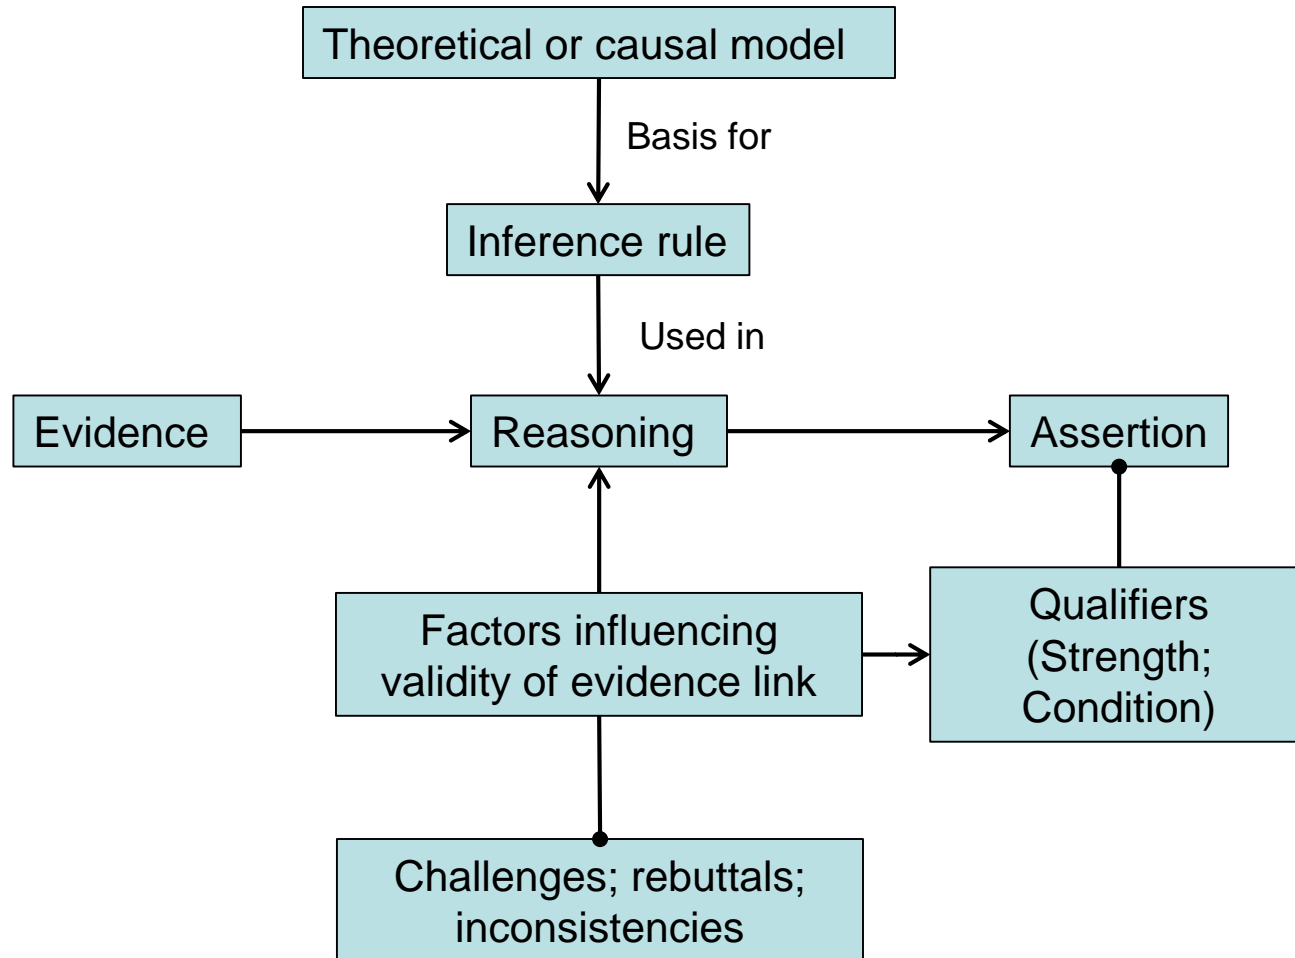 Theoretical or causal model
Basis for
Inference rule
Used in
Evidence
Reasoning
Assertion
Factors influencing
validity of evidence link
Qualifiers
(Strength;
Condition)
Challenges; rebuttals;
inconsistencies